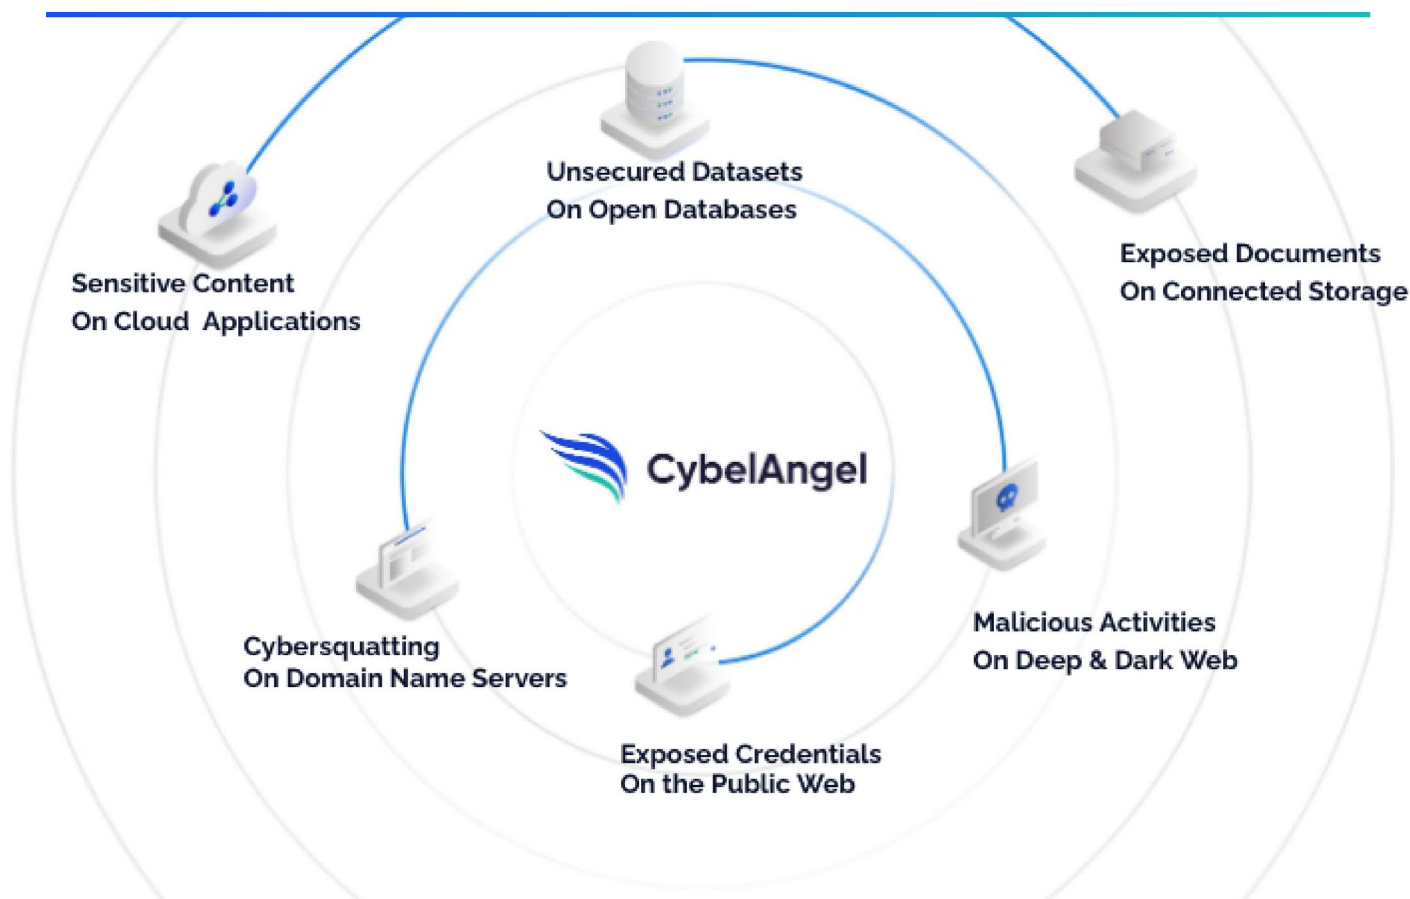 Unsecured Datasets
On Open Databases
Exposed Documents
On Connected Storage
Sensitive Content
On Cloud Applications
CybelAngel
Malicious Activities
On Deep & Dark Web
Cybersquatting
On Domain Name Servers
Exposed Credentials
On the Public Web